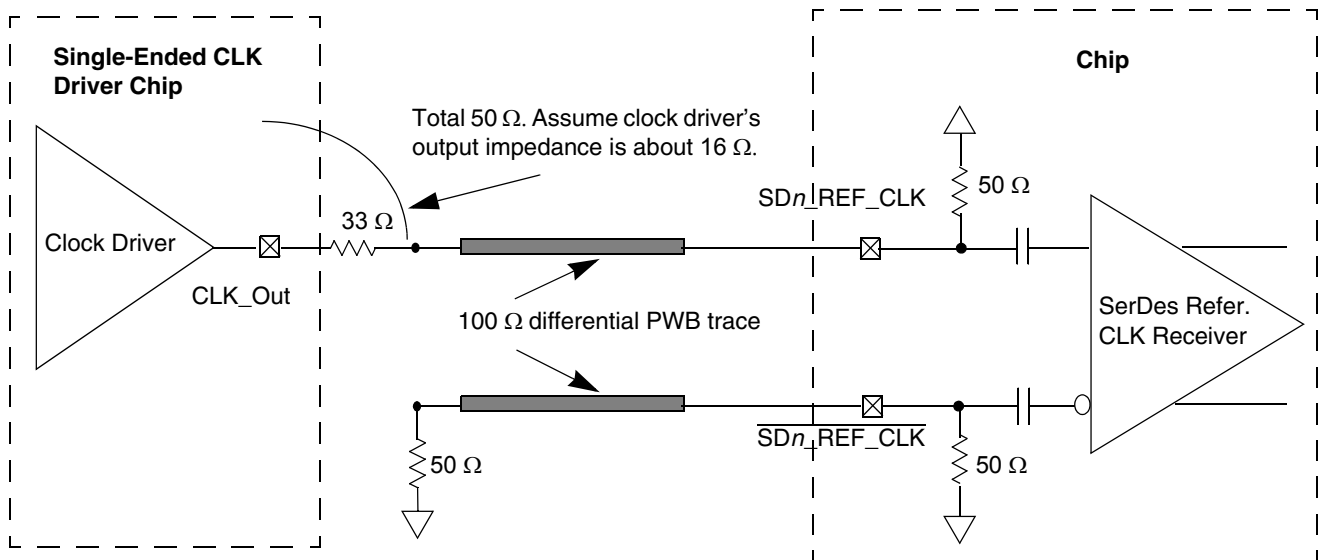 Single-Ended CLK
Driver Chip
Chip
Total 50 Ω. Assume clock driver's
output impedance is about 16 Ω.
SDn_REF_CLK
50 Ω
33 Ω
Clock Driver
CLK_Out
SerDes Refer.
CLK Receiver
100 Ω differential PWB trace
SDn_REF_CLK
50 Ω
50 Ω